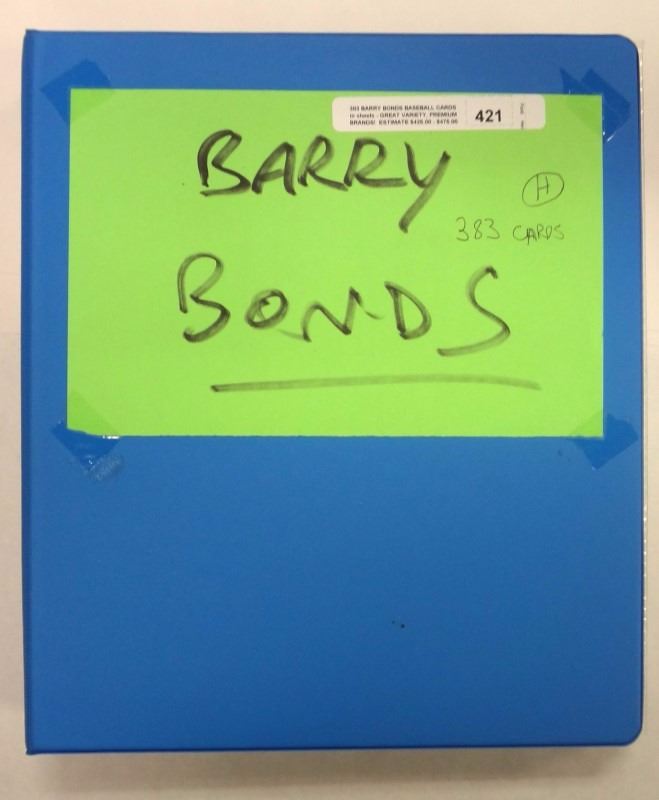 383 BARRY BONDS BASEBALL CARDS
in sheets - GREAT VARIETY, PREMIUM
BRANDS! ESTIMATE $425.00 - $475.00
421
BARRY
H
383 CARDS
BONDS